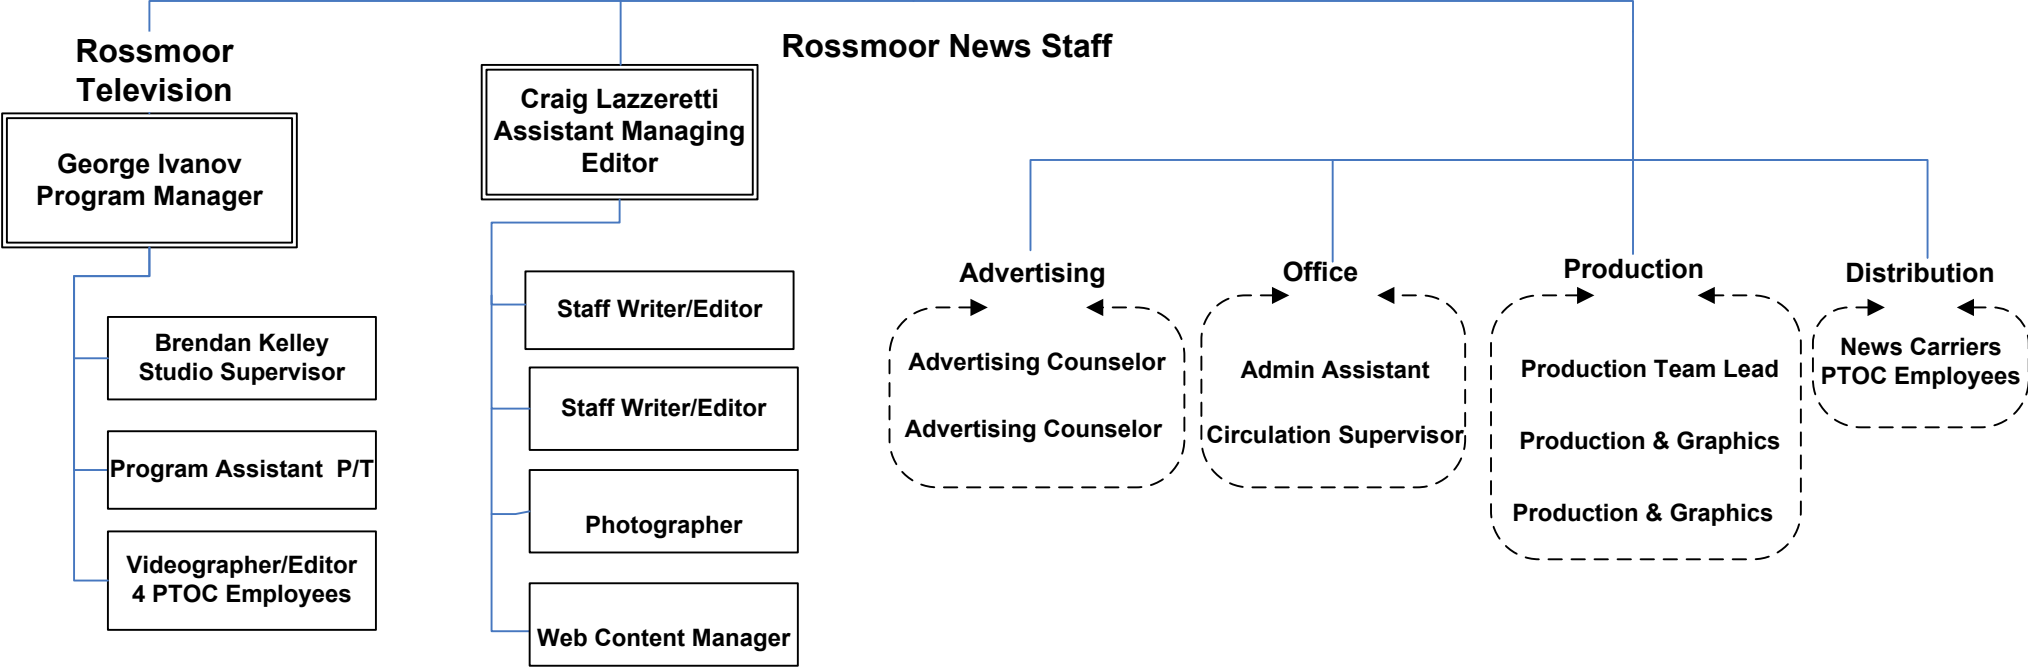 Rossmoor
Television
George Ivanov
Program Manager
Brendan Kelley
Studio Supervisor
Program Assistant  P/T
Videographer/Editor
4 PTOC Employees
Rossmoor News Staff
Craig Lazzeretti
Assistant Managing
Editor
Staff Writer/Editor
Staff Writer/Editor
Photographer
Web Content Manager
Advertising
Advertising Counselor
Advertising Counselor
Office
Admin Assistant
Circulation Supervisor
Production
Production Team Lead
Production & Graphics
Production & Graphics
Distribution
News Carriers
PTOC Employees